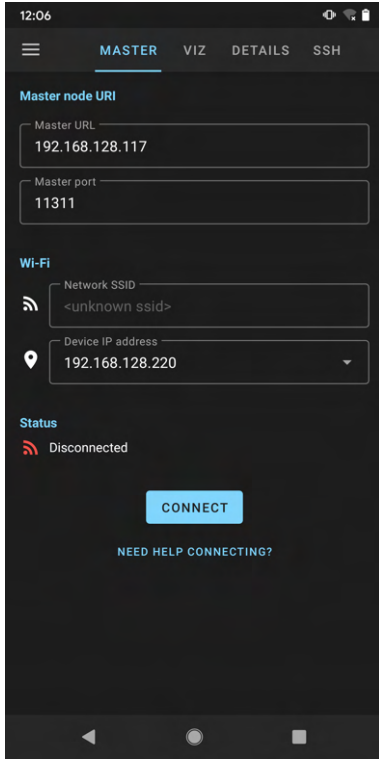 12:06
MASTER VIZ DETAILS SSH
Master node URI
Master URL
192.168.128.117
Master port
11311
Wi-Fi
Network SSID
<unknown ssid>
Device IP address
192.168.128.220
Status
Disconnected
CONNECT
NEED HELP CONNECTING?